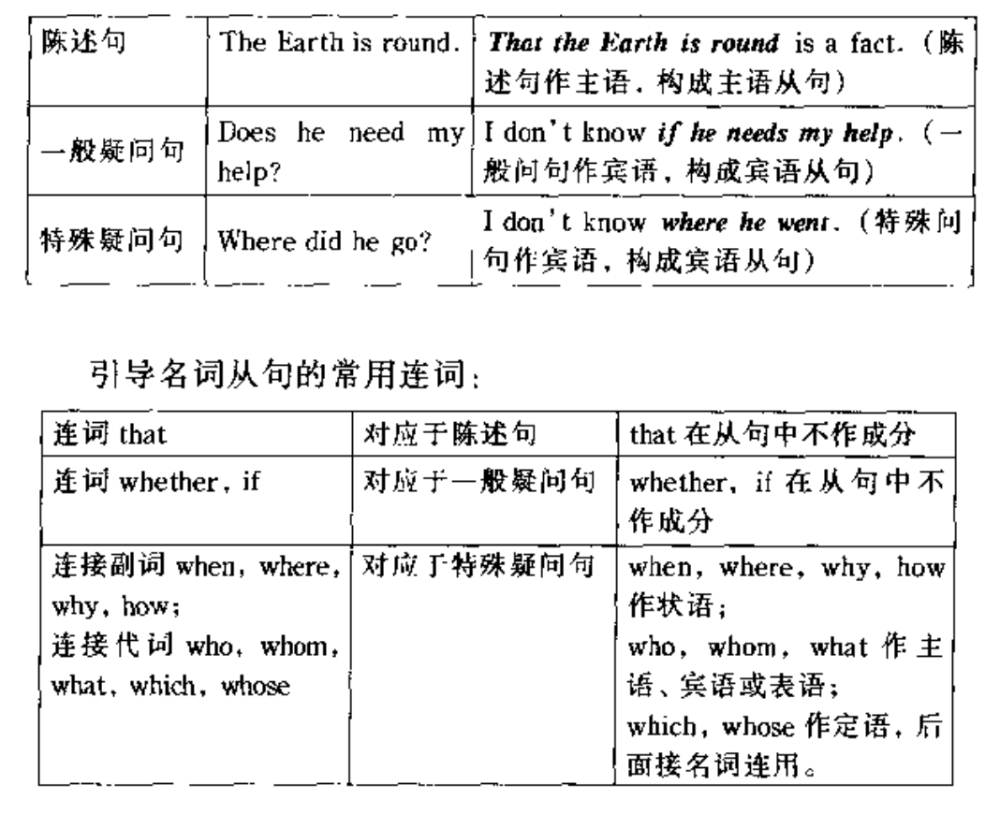 陈述句
The Earth is round.
That the Earth is round is a fact.（陈
述句作主语，构成主语从句）
一般疑问句
Does he need my
help?
I don't know if he needs my help.（一
般问句作宾语，构成宾语从句）
特殊疑问句
Where did he go?
I don't know where he went.（特殊问
句作宾语，构成宾语从句）
引导名词从句的常用连词：
连词 that
对应于陈述句
that 在从句中不作成分
连词 whether，if
对应于一般疑问句
whether，if 在从句中不
作成分
连接副词 when，where，
why，how；
连接代词 who，whom，
what，which，whose
对应于特殊疑问句
when，where，why，how
作状语；
who，whom，what 作主
语、宾语或表语；
which，whose 作定语，后
面接名词连用。